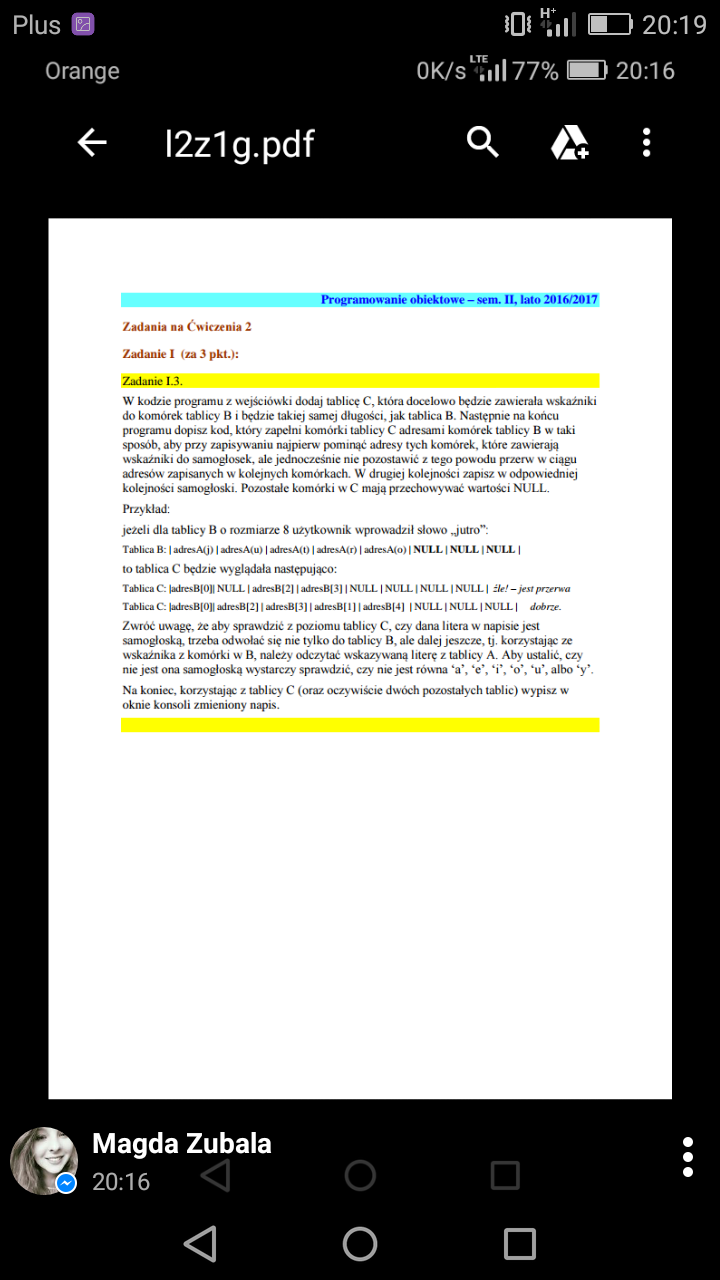 Plus H+ 20:19
Orange 0K/s LTE 77% 20:16
l2z1g.pdf
Programowanie obiektowe – sem. II, lato 2016/2017
Zadania na Ćwiczenia 2
Zadanie I (za 3 pkt.):
Zadanie I.3.
W kodzie programu z wejściówki dodaj tablicę C, która docelowo będzie zawierała wskaźniki
do komórek tablicy B i będzie takiej samej długości, jak tablica B. Następnie na końcu
programu dopisz kod, który zapełni komórki tablicy C adresami komórek tablicy B w taki
sposób, aby przy zapisywaniu najpierw pominąć adresy tych komórek, które zawierają
wskaźniki do samogłosek, ale jednocześnie nie pozostawić z tego powodu przerw w ciągu
adresów zapisanych w kolejnych komórkach. W drugiej kolejności zapisz w odpowiedniej
kolejności samogłoski. Pozostałe komórki w C mają przechowywać wartości NULL.
Przykład:
jeżeli dla tablicy B o rozmiarze 8 użytkownik wprowadził słowo „jutro”:
Tablica B: | adresA(j) | adresA(u) | adresA(t) | adresA(r) | adresA(o) | NULL | NULL | NULL |
to tablica C będzie wyglądała następująco:
Tablica C: |adresB[0]| NULL | adresB[2] | adresB[3] | NULL | NULL | NULL | NULL | źle! – jest przerwa
Tablica C: |adresB[0]| adresB[2] | adresB[3] | adresB[1] | adresB[4] | NULL | NULL | NULL | dobrze.
Zwróć uwagę, że aby sprawdzić z poziomu tablicy C, czy dana litera w napisie jest
samogłoską, trzeba odwołać się nie tylko do tablicy B, ale dalej jeszcze, tj. korzystając ze
wskaźnika z komórki w B, należy odczytać wskazywaną literę z tablicy A. Aby ustalić, czy
nie jest ona samogłoską wystarczy sprawdzić, czy nie jest równa ‘a’, ‘e’, ‘i’, ‘o’, ‘u’, albo ‘y’.
Na koniec, korzystając z tablicy C (oraz oczywiście dwóch pozostałych tablic) wypisz w
oknie konsoli zmieniony napis.
Magda Zubala
20:16